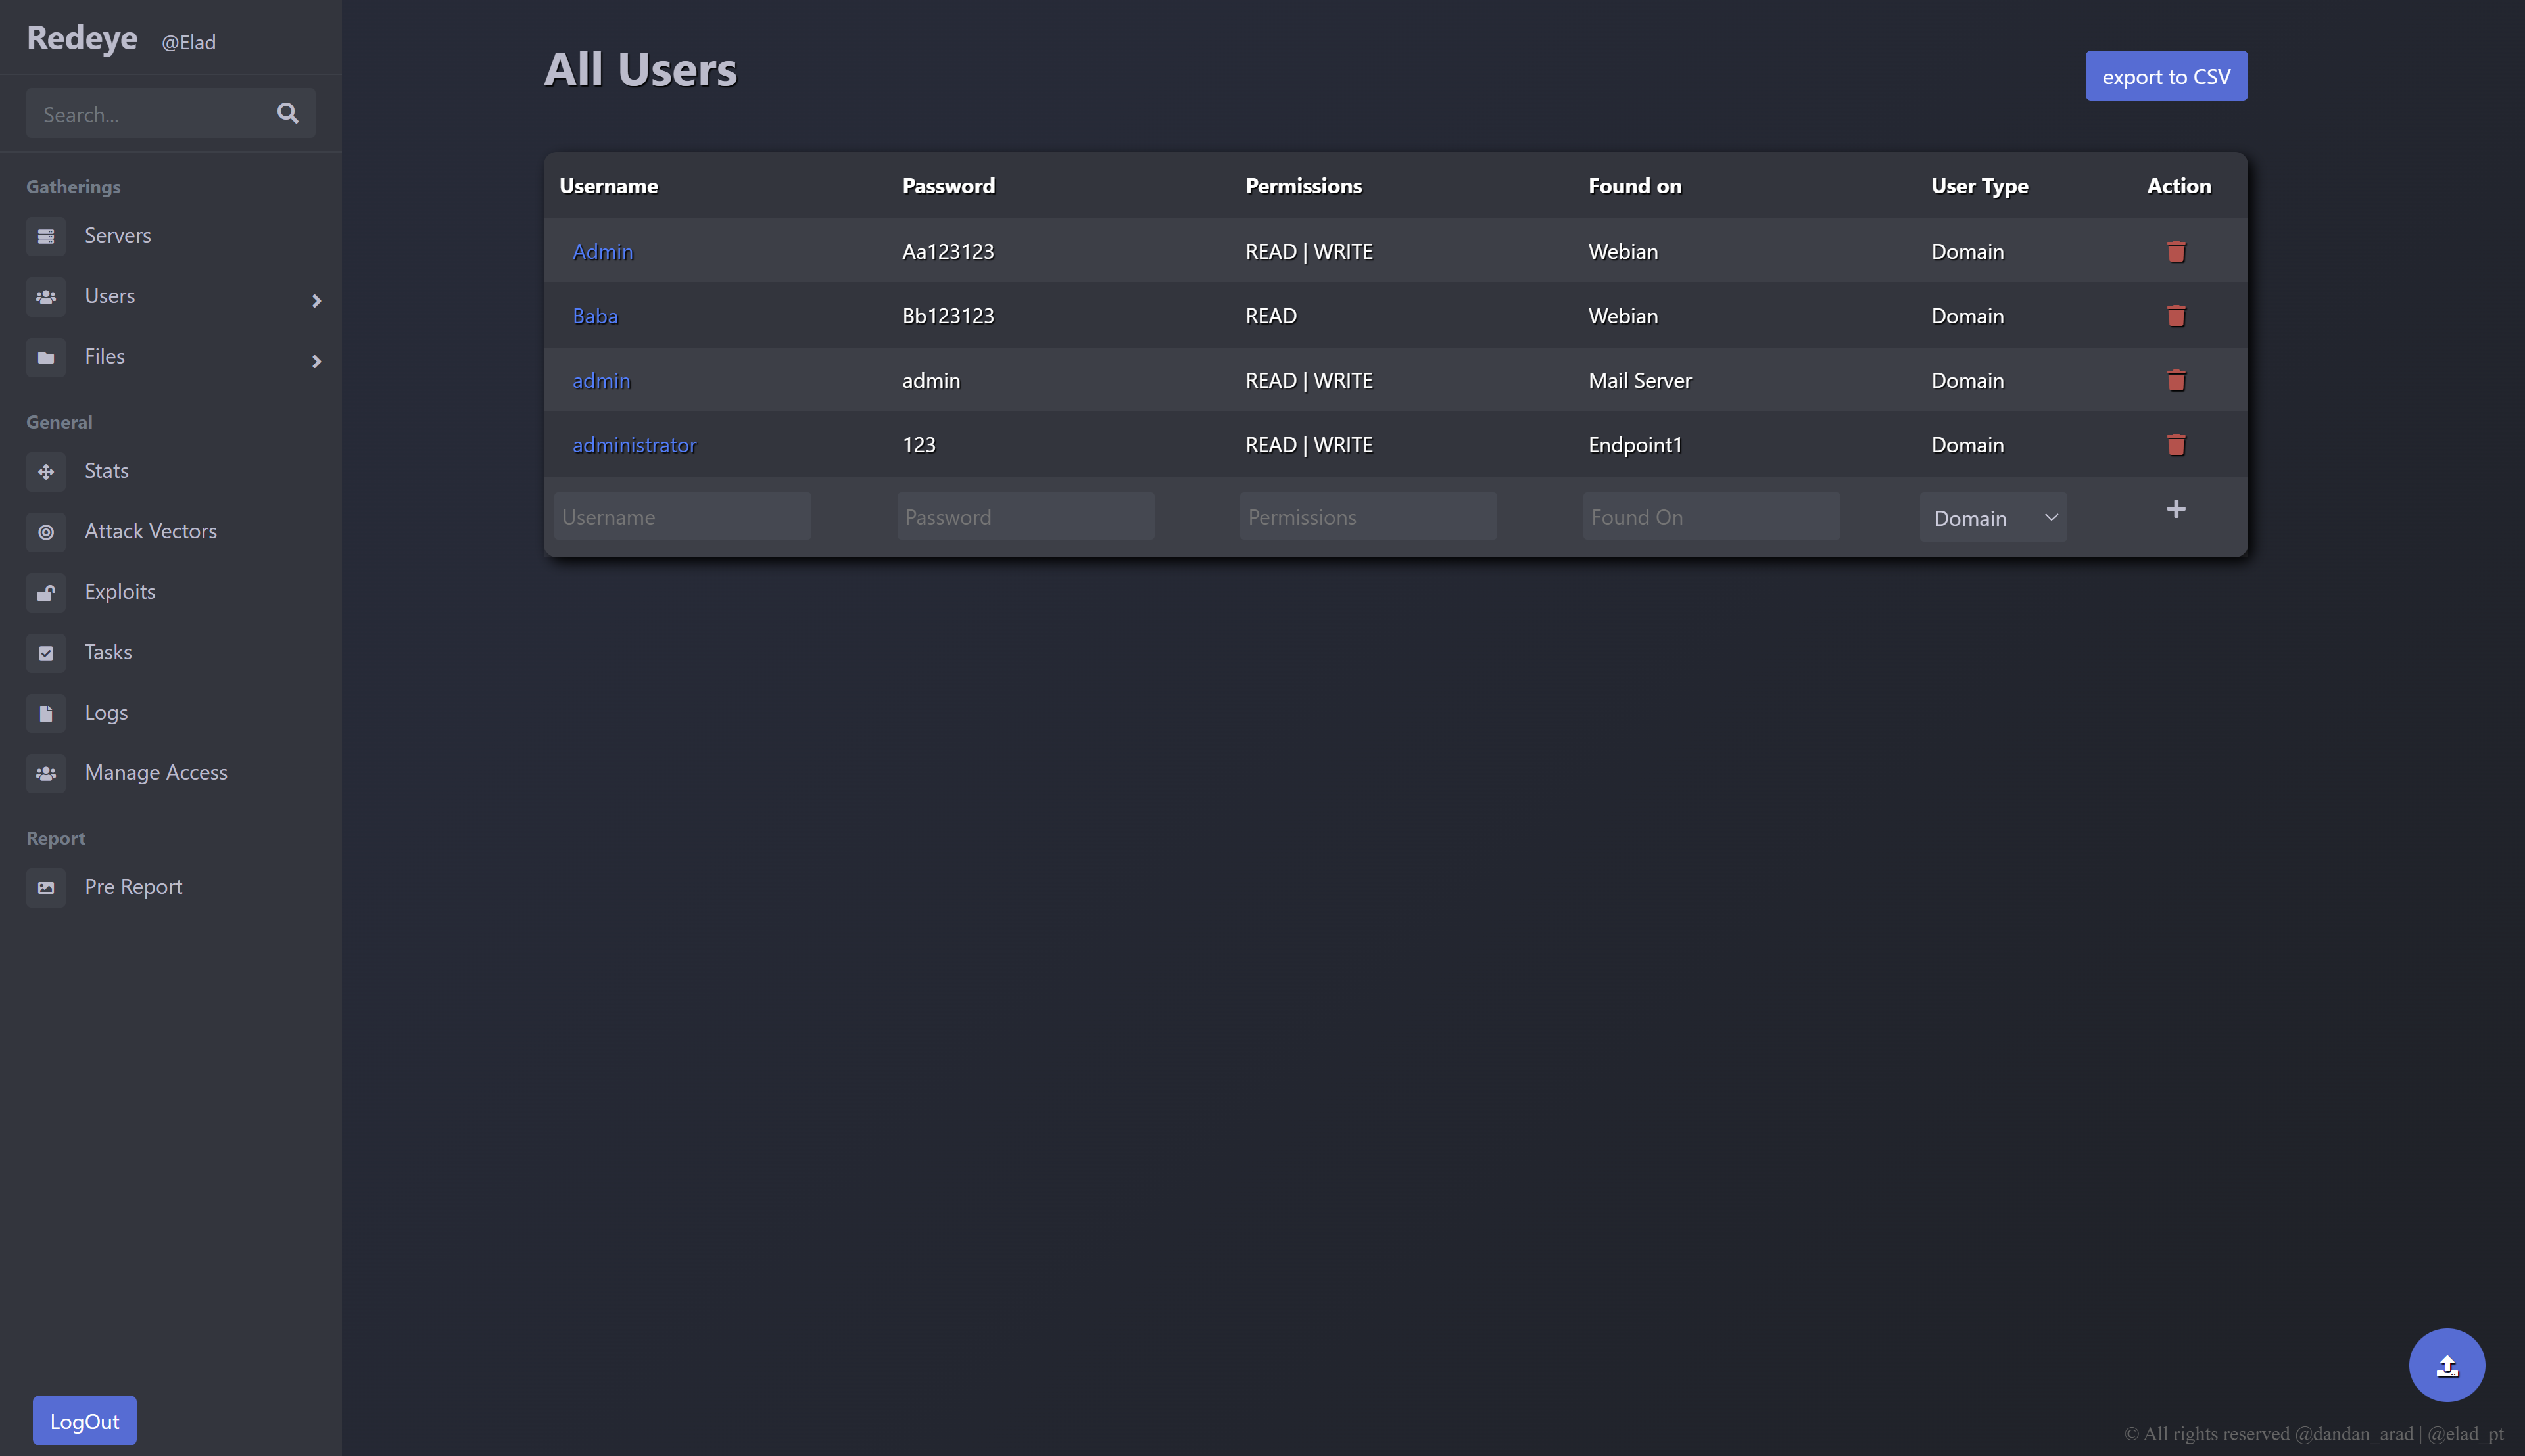 Redeye @Elad
Search...
Gatherings
Servers
Users
Files
General
Stats
Attack Vectors
Exploits
Tasks
Logs
Manage Access
Report
Pre Report
LogOut
All Users
export to CSV
Username Password Permissions Found on User Type Action
Admin Aa123123 READ | WRITE Webian Domain
Baba Bb123123 READ Webian Domain
admin admin READ | WRITE Mail Server Domain
administrator 123 READ | WRITE Endpoint1 Domain
Username Password Permissions Found On Domain
© All rights reserved @dandan_arad | @elad_pt